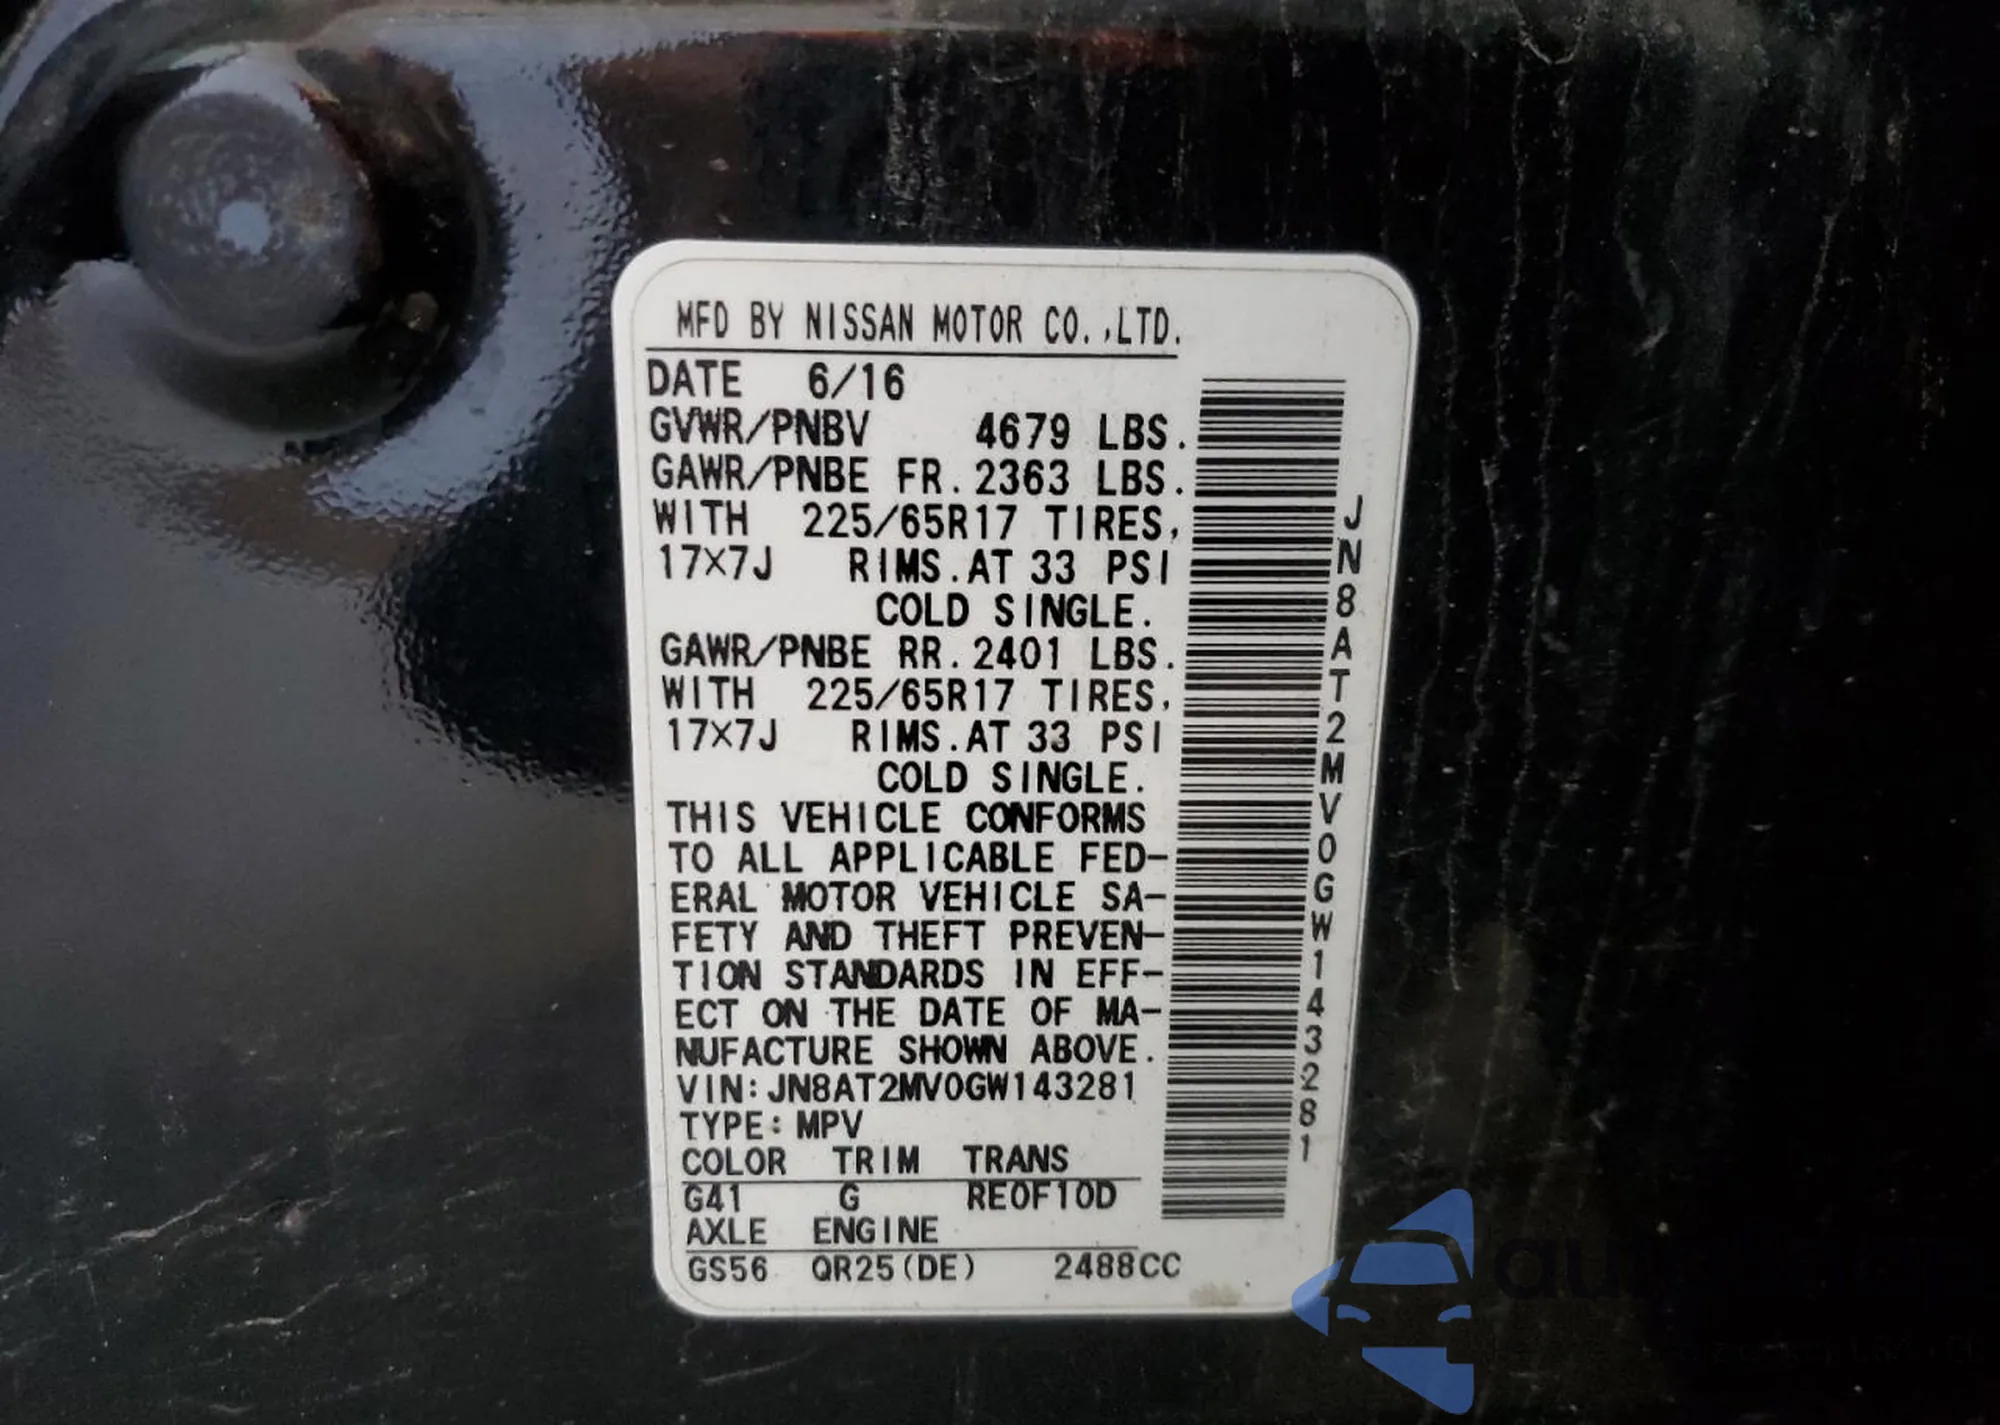 MFD BY NISSAN MOTOR CO.,LTD.
DATE 6/16
GVWR/PNBV 4679 LBS.
GAWR/PNBE FR. 2363 LBS.
WITH 225/65R17 TIRES,
17×7J RIMS.AT 33 PSI
COLD SINGLE.
GAWR/PNBE RR. 2401 LBS.
WITH 225/65R17 TIRES,
17×7J RIMS.AT 33 PSI
COLD SINGLE.
THIS VEHICLE CONFORMS
TO ALL APPLICABLE FED-
ERAL MOTOR VEHICLE SA-
FETY AND THEFT PREVEN-
TION STANDARDS IN EFF-
ECT ON THE DATE OF MA-
NUFACTURE SHOWN ABOVE.
VIN:JN8AT2MV0GW143281
TYPE:MPV
COLOR TRIM TRANS
G41 G RE0F10D
AXLE ENGINE
GS56 QR25(DE) 2488CC
JN8AT2MV0GW143281